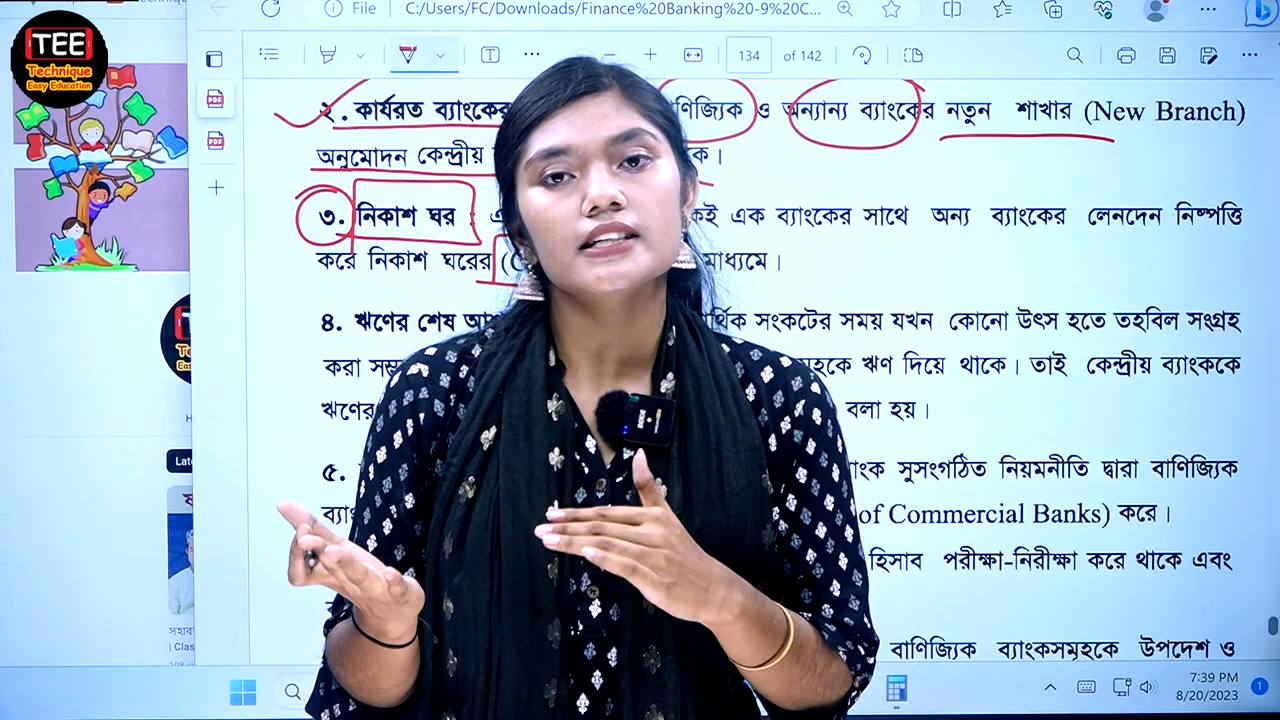 TEE
Technique
Easy Education
File C:/Users/FC/Downloads/Finance%20Banking%20-9%20C...
134 of 142
২. কার্যরত ব্যাংকের ও অন্যান্য ব্যাংকের নতুন শাখার (New Branch)
অনুমোদন কেন্দ্রীয়
৩. নিকাশ ঘর : এক ব্যাংকের সাথে অন্য ব্যাংকের লেনদেন নিষ্পত্তি
করে নিকাশ ঘরের মাধ্যমে।
৪. ঋণের শেষ সংকটের সময় যখন কোনো উৎস হতে তহবিল সংগ্রহ
করা ঋণ দিয়ে থাকে। তাই কেন্দ্রীয় ব্যাংককে
ঋণের বলা হয়।
৫. সুসংগঠিত নিয়মনীতি দ্বারা বাণিজ্যিক
of Commercial Banks) করে।
হিসাব পরীক্ষা-নিরীক্ষা করে থাকে এবং
বাণিজ্যিক ব্যাংকসমূহকে উপদেশ ও
7:39 PM
8/20/2023